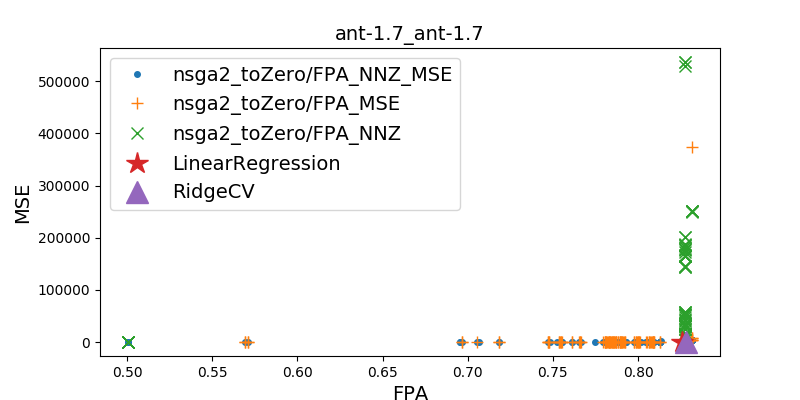 ant-1.7_ant-1.7
500000
400000
300000
200000
100000
0
MSE
nsga2_toZero/FPA_NNZ_MSE
nsga2_toZero/FPA_MSE
nsga2_toZero/FPA_NNZ
LinearRegression
RidgeCV
0.50 0.55 0.60 0.65 0.70 0.75 0.80
FPA